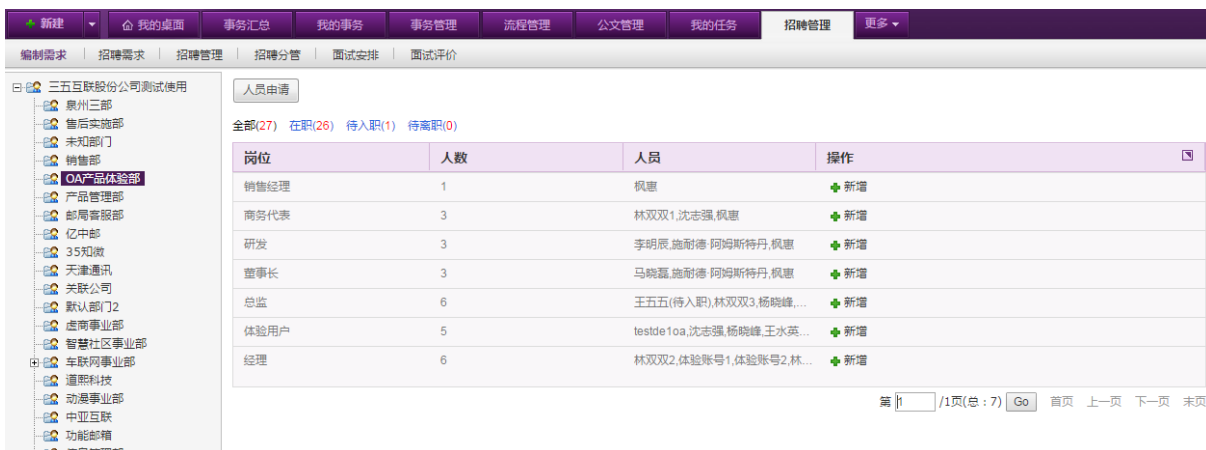 新建 我的桌面 事务汇总 我的事务 事务管理 流程管理 公文管理 我的任务 招聘管理 更多
编制需求 招聘需求 招聘管理 招聘分管 面试安排 面试评价
三五互联股份公司测试使用
泉州三部
售后实施部
未知部门
销售部
OA产品体验部
产品管理部
邮局客服部
亿中邮
35知微
天津通讯
关联公司
默认部门2
虚商事业部
智慧社区事业部
车联网事业部
道熙科技
动漫事业部
中亚互联
功能邮箱
人员申请
全部(27) 在职(26) 待入职(1) 待离职(0)
岗位 人数 人员 操作
销售经理 1 枫惠 新增
商务代表 3 林双双1,沈志强,枫惠 新增
研发 3 李明辰,施耐德·阿姆斯特丹,枫惠 新增
董事长 3 马晓磊,施耐德·阿姆斯特丹,枫惠 新增
总监 6 王五五(待入职),林双双3,杨晓峰,... 新增
体验用户 5 testde1oa,沈志强,杨晓峰,王水英... 新增
经理 6 林双双2,体验账号1,体验账号2,林... 新增
第 1 /1页(总：7) Go 首页 上一页 下一页 末页